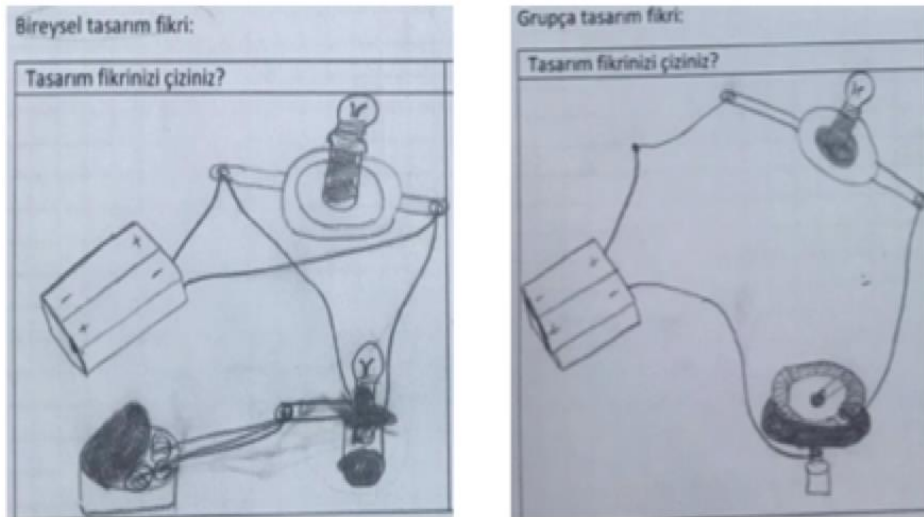 Bireysel tasarım fikri:
Tasarım fikrinizi çiziniz?
+
-
-
+
Grupça tasarım fikri:
Tasarım fikrinizi çiziniz?
+
-
-
+